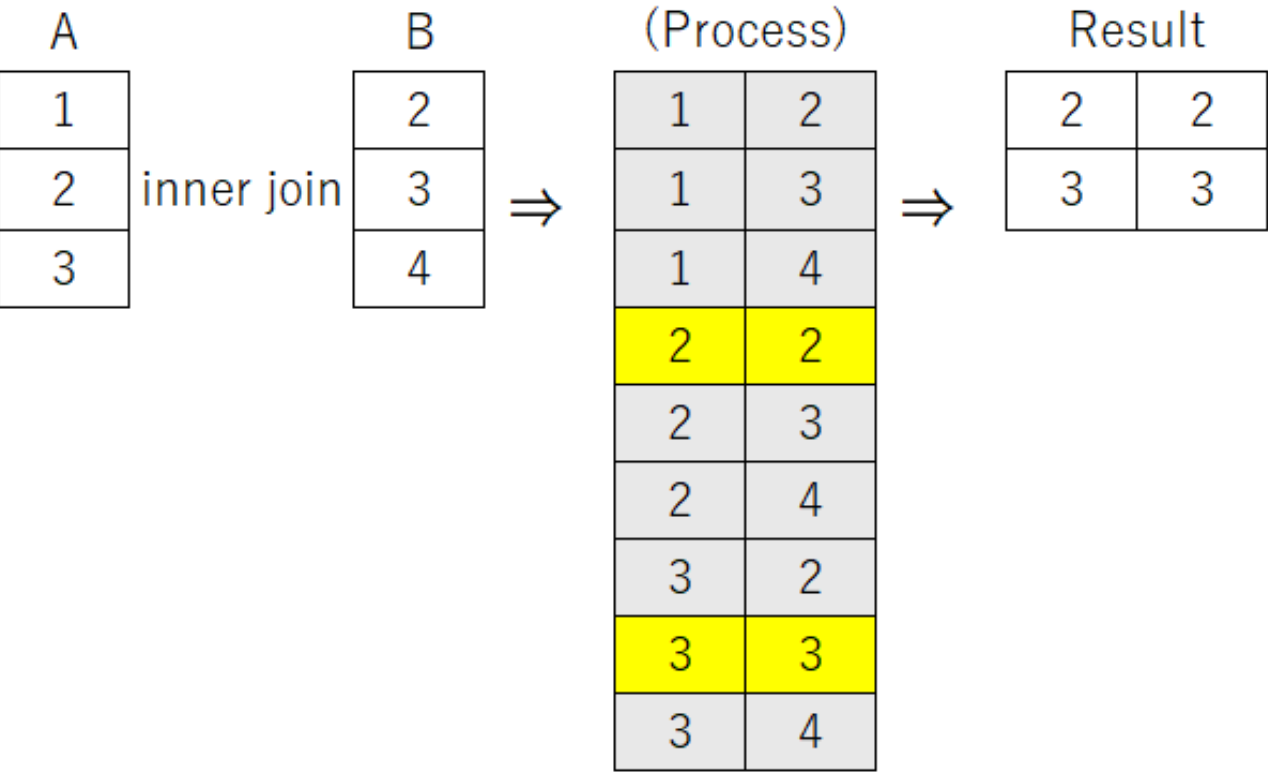 A B (Process) Result
1 2 1 2 2 2
2 inner join 3 ⇒ 1 3 ⇒ 3 3
3 4 1 4
2 2
2 3
2 4
3 2
3 3
3 4